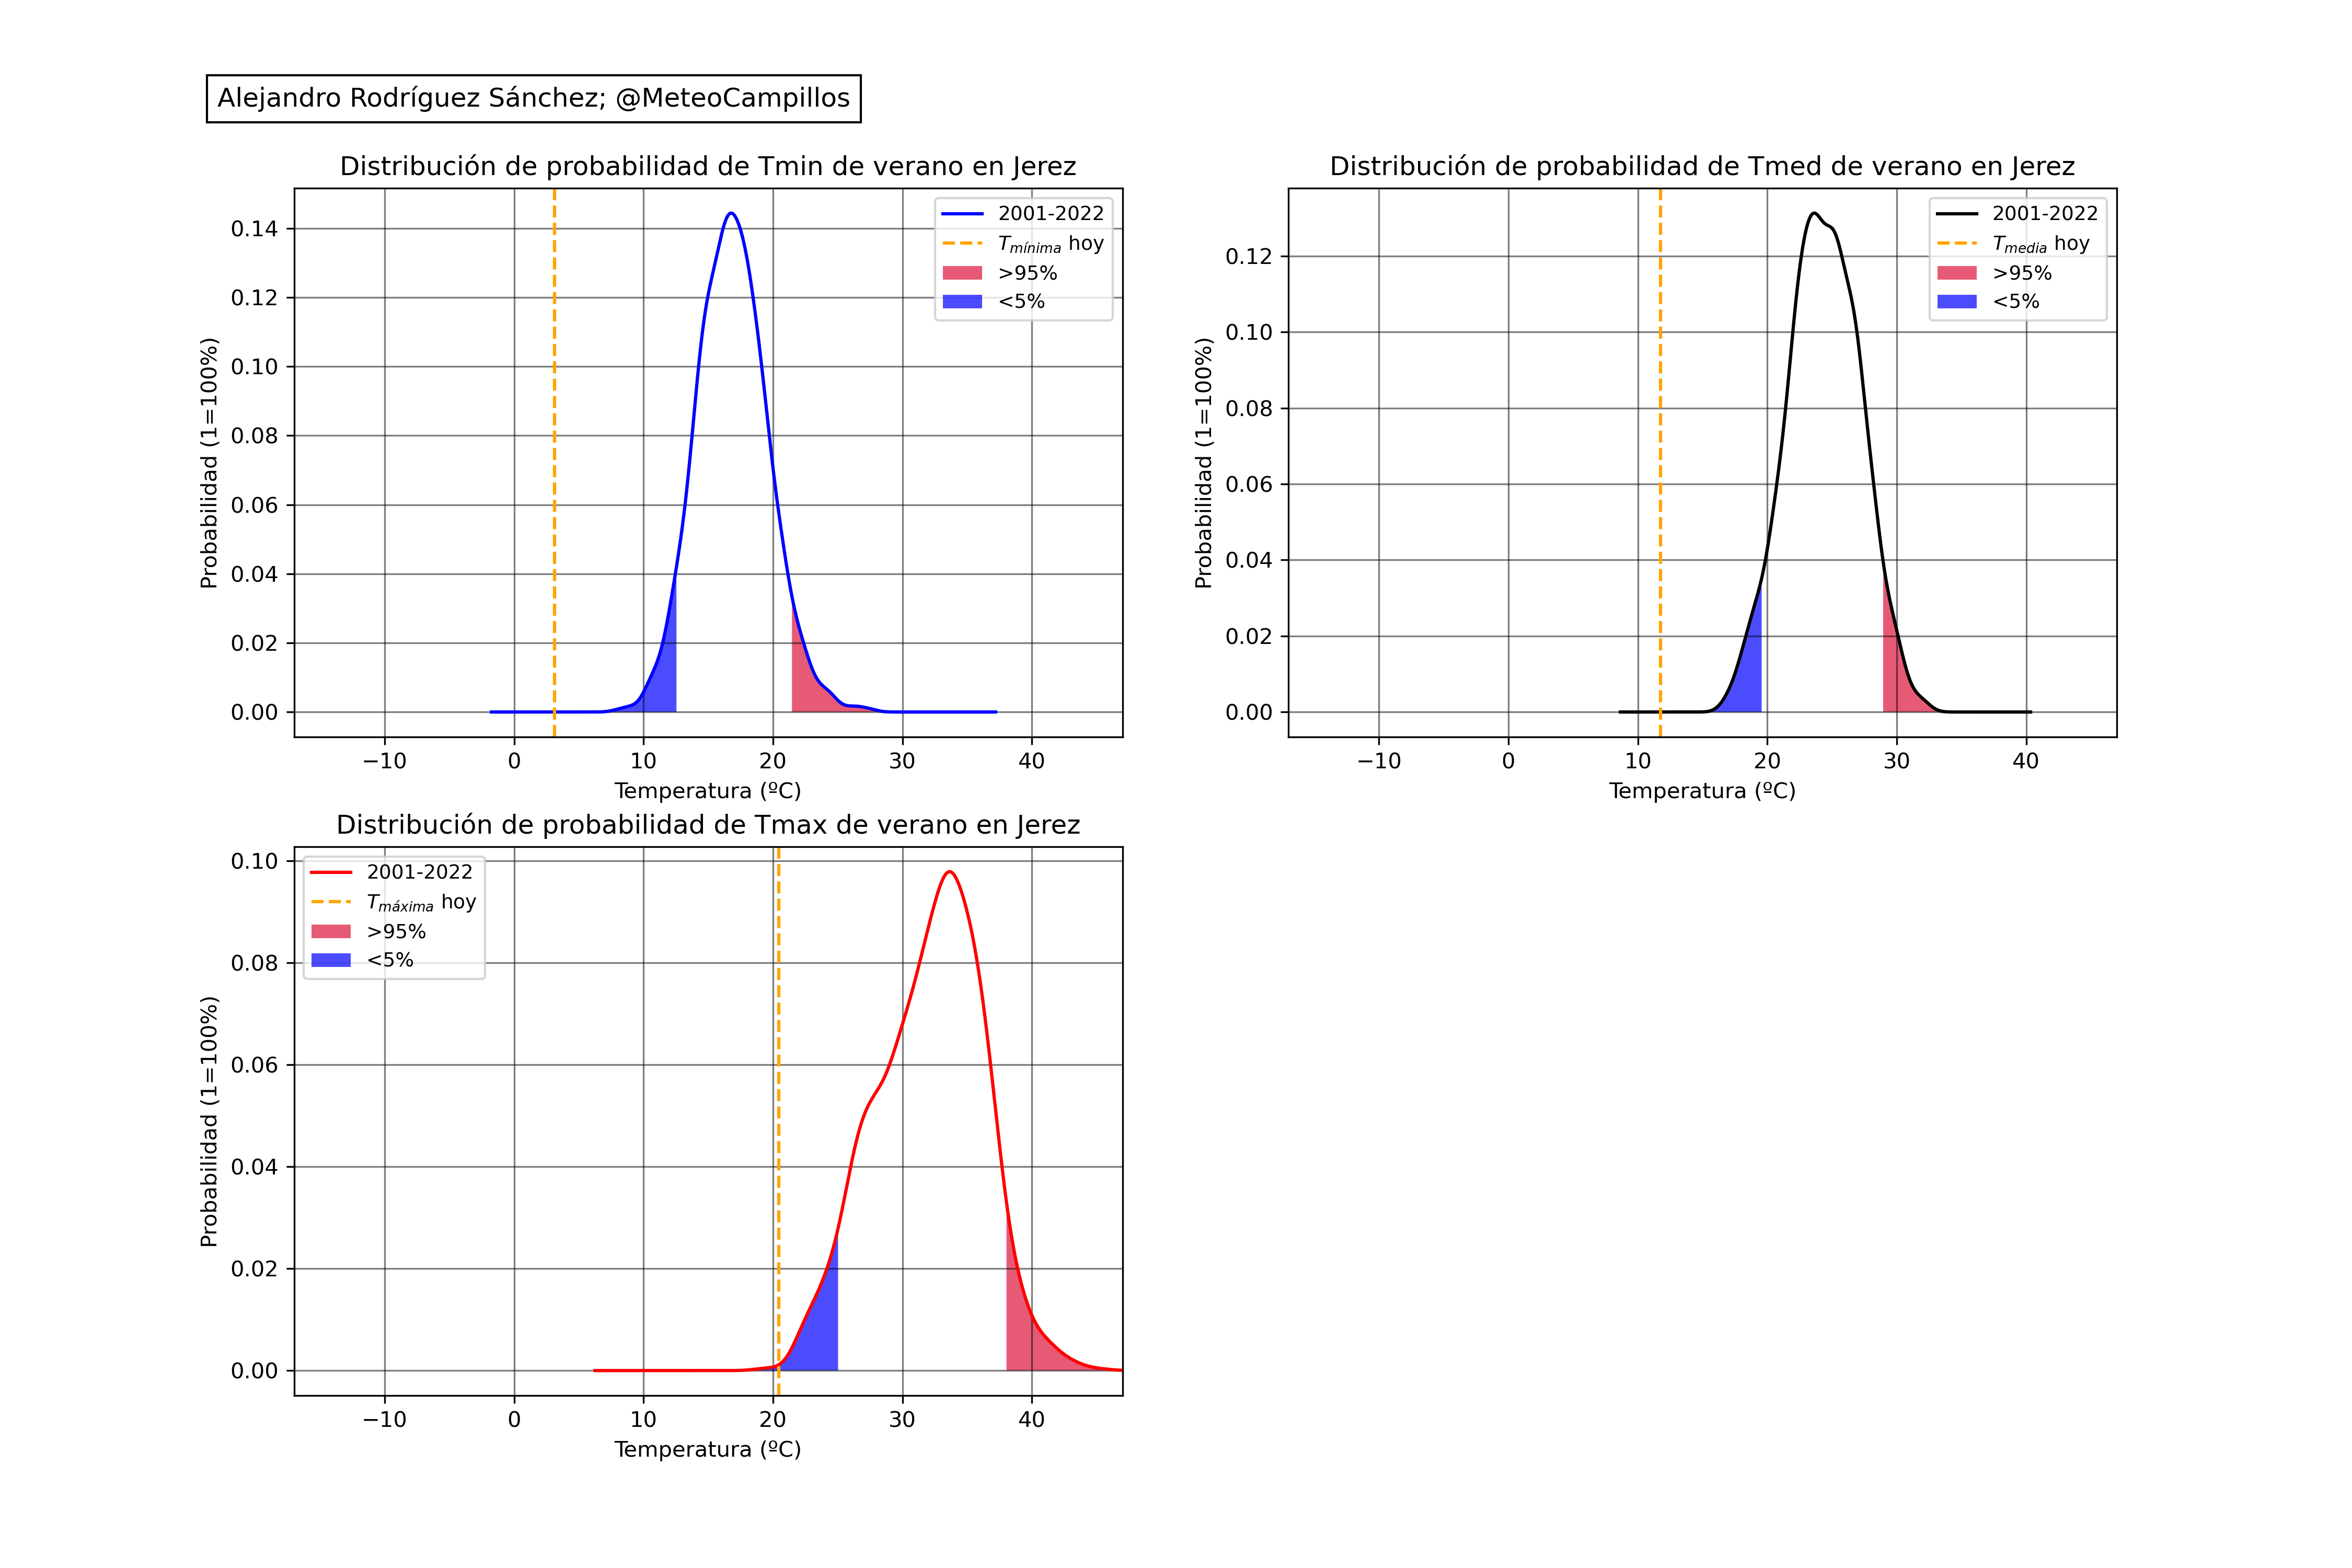 Alejandro Rodríguez Sánchez; @MeteoCampillos
Distribución de probabilidad de Tmin de verano en Jerez
0.14
0.12
0.10
0.08
0.06
0.04
0.02
0.00
Probabilidad (1=100%)
2001-2022
Tmínima hoy
>95%
<5%
−10 0 10 20 30 40
Temperatura (ºC)
Distribución de probabilidad de Tmed de verano en Jerez
0.12
0.10
0.08
0.06
0.04
0.02
0.00
Probabilidad (1=100%)
2001-2022
Tmedia hoy
>95%
<5%
−10 0 10 20 30 40
Temperatura (ºC)
Distribución de probabilidad de Tmax de verano en Jerez
0.10
0.08
0.06
0.04
0.02
0.00
Probabilidad (1=100%)
2001-2022
Tmáxima hoy
>95%
<5%
−10 0 10 20 30 40
Temperatura (ºC)